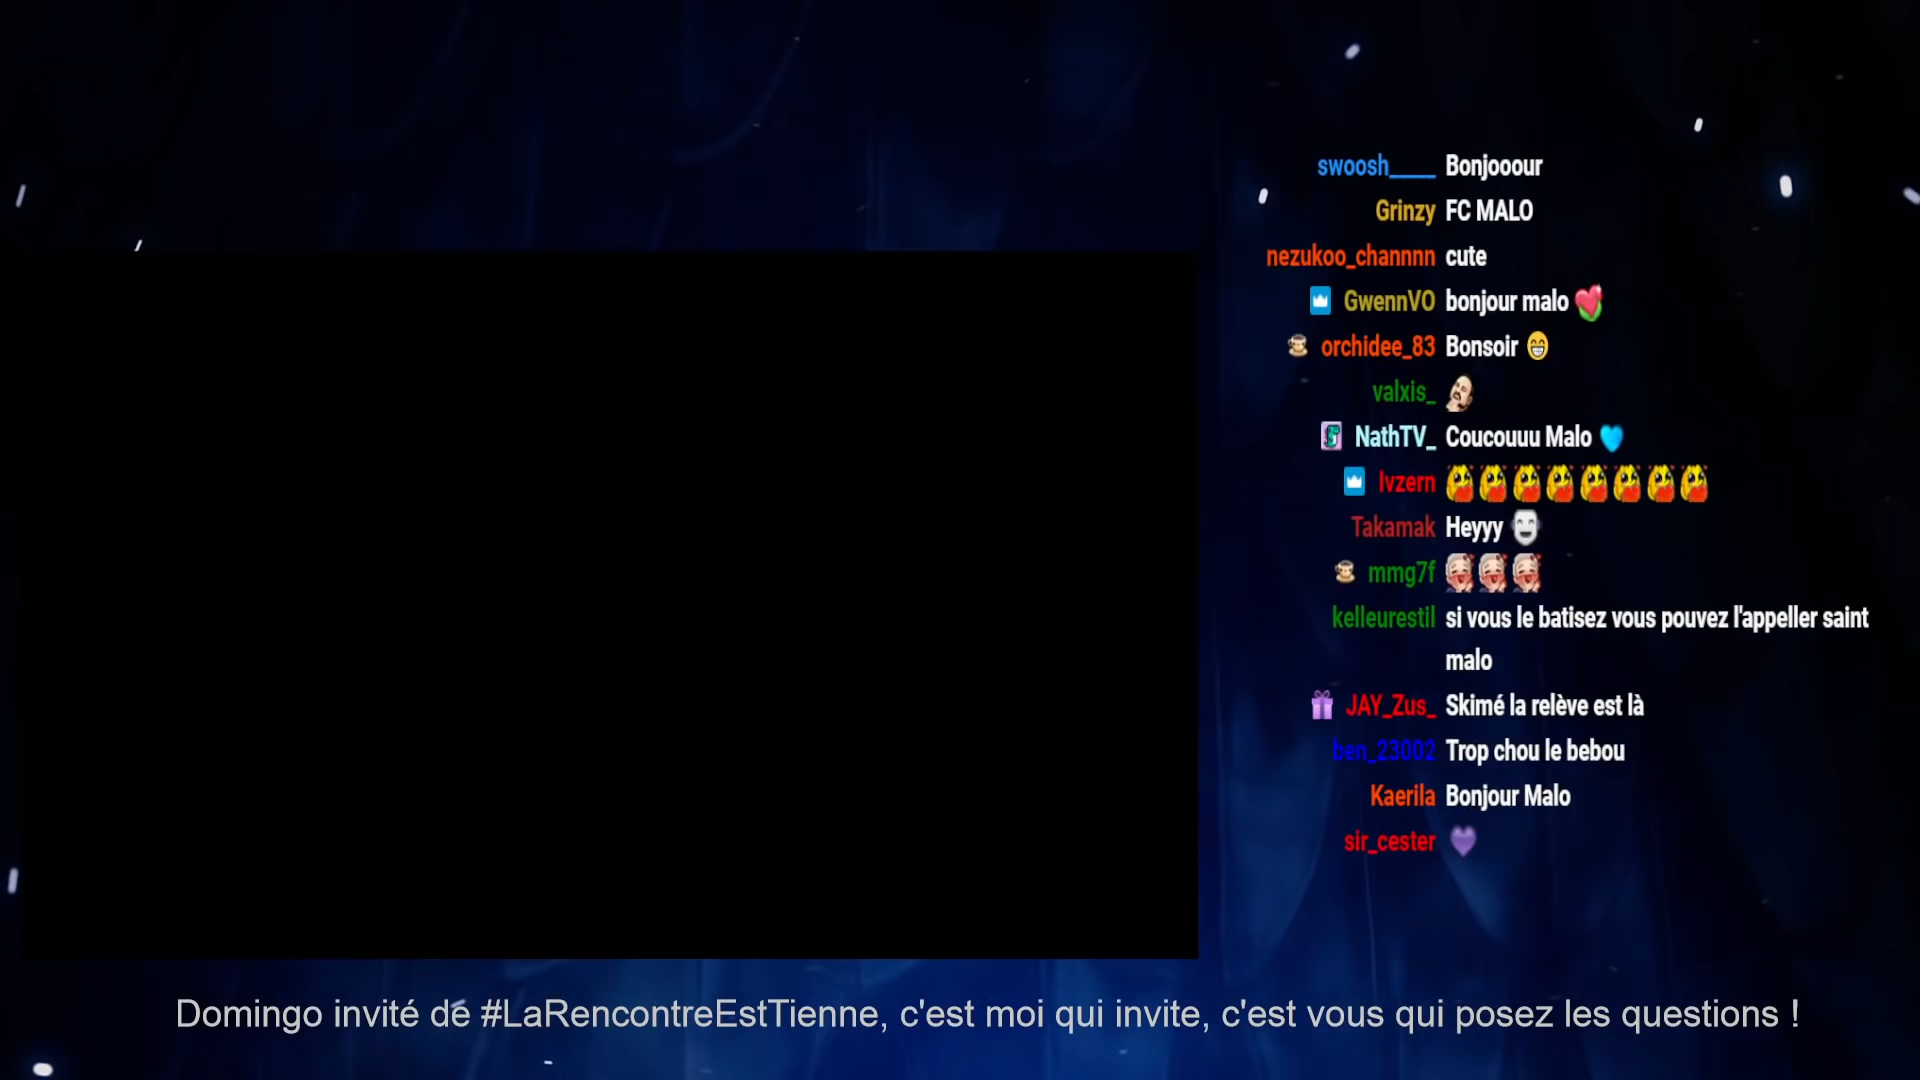 swoosh____ Bonjooour
Grinzy FC MALO
nezukoo_channnn cute
GwennVO bonjour malo
orchidee_83 Bonsoir
valxis_
NathTV_ Coucouuu Malo
lvzern
Takamak Heyyy
mmg7f
kelleurestil si vous le batisez vous pouvez l'appeller saint
malo
JAY_Zus_ Skimé la relève est là
ben_23002 Trop chou le bebou
Kaerila Bonjour Malo
sir_cester
Domingo invité de #LaRencontreEstTienne, c'est moi qui invite, c'est vous qui posez les questions !